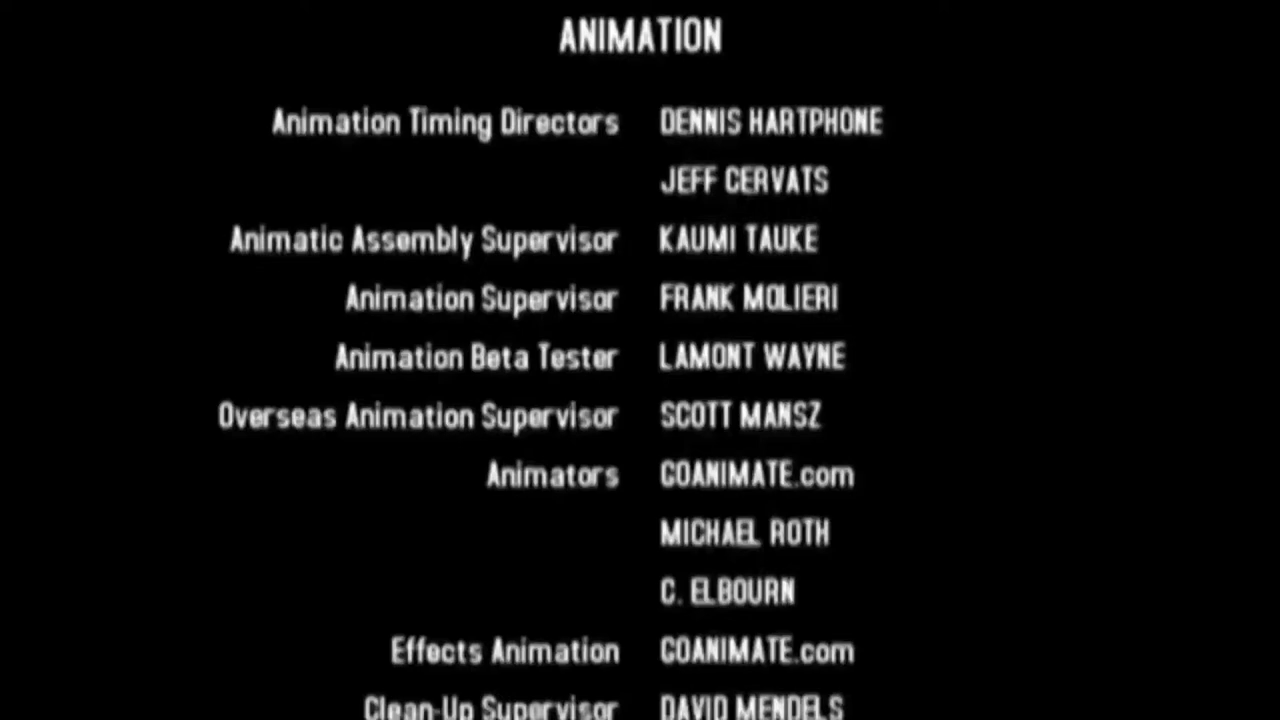 ANIMATION
Animation Timing Directors DENNIS HARTPHONE
JEFF CERVATS
Animatic Assembly Supervisor KAUMI TAUKE
Animation Supervisor FRANK MOLIERI
Animation Beta Tester LAMONT WAYNE
Overseas Animation Supervisor SCOTT MANSZ
Animators GOANIMATE.com
MICHAEL ROTH
C. ELBOURN
Effects Animation GOANIMATE.com
Clean-Up Supervisor DAVID MENDELS